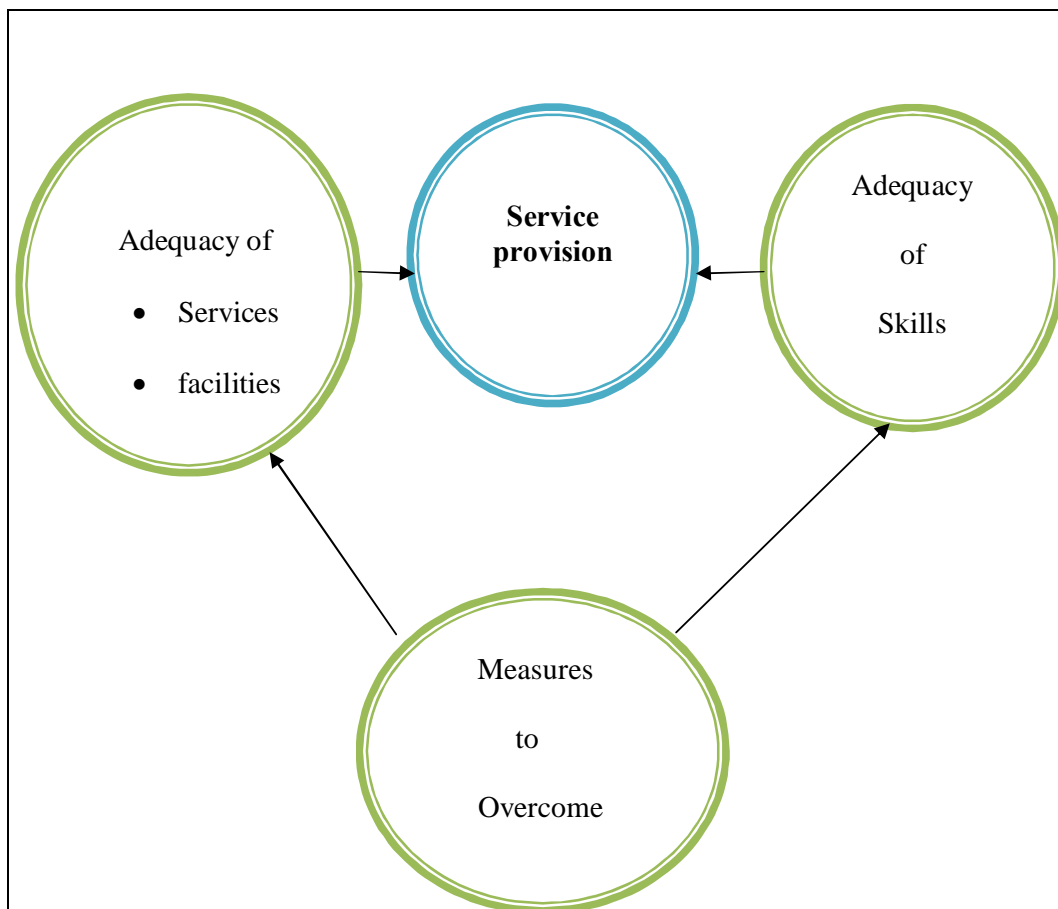 Adequacy of
• Services
• facilities
Service
provision
Adequacy
of
Skills
Measures
to
Overcome